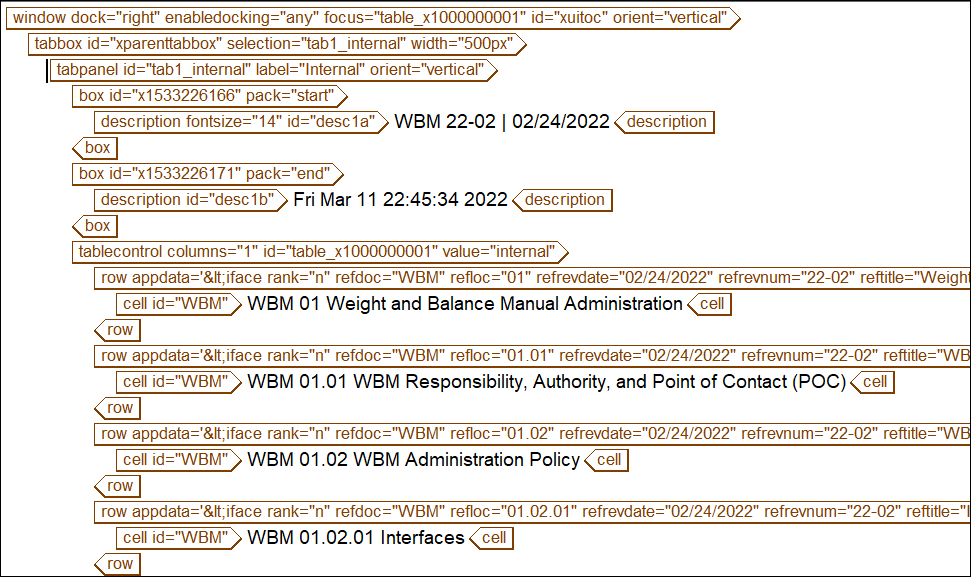 window dock="right" enabledocking="any" focus="table_x1000000001" id="xuitoc" orient="vertical"
tabbox id="xparenttabbox" selection="tab1_internal" width="500px"
tabpanel id="tab1_internal" label="Internal" orient="vertical"
box id="x1533226166" pack="start"
description fontsize="14" id="desc1a" WBM 22-02 | 02/24/2022 description
box
box id="x1533226171" pack="end"
description id="desc1b" Fri Mar 11 22:45:34 2022 description
box
tablecontrol columns="1" id="table_x1000000001" value="internal"
row appdata='&lt;iface rank="n" refdoc="WBM" refloc="01" refrevdate="02/24/2022" refrevnum="22-02" reftitle="Weight
cell id="WBM" WBM 01 Weight and Balance Manual Administration cell
row
row appdata='&lt;iface rank="n" refdoc="WBM" refloc="01.01" refrevdate="02/24/2022" refrevnum="22-02" reftitle="WB
cell id="WBM" WBM 01.01 WBM Responsibility, Authority, and Point of Contact (POC) cell
row
row appdata='&lt;iface rank="n" refdoc="WBM" refloc="01.02" refrevdate="02/24/2022" refrevnum="22-02" reftitle="WB
cell id="WBM" WBM 01.02 WBM Administration Policy cell
row
row appdata='&lt;iface rank="n" refdoc="WBM" refloc="01.02.01" refrevdate="02/24/2022" refrevnum="22-02" reftitle="I
cell id="WBM" WBM 01.02.01 Interfaces cell
row